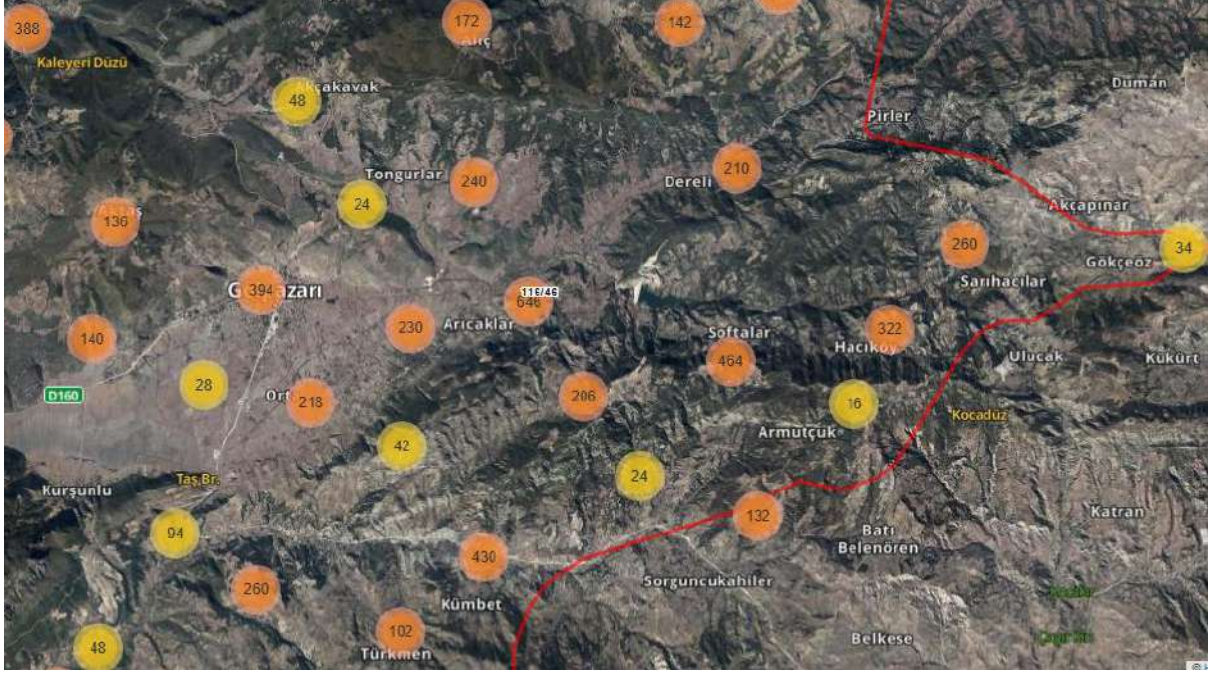 388
172
142
Alıç
Kaleyeri Düzü
Akçakavak
48
Duman
Pirler
Tongurlar
240
Dereli
210
24
136
Akçapınar
260
34
Gökçeöz
Sarıhacılar
394
116/46
646
140
230
Arıcaklar
Softalar
322
Hacıköy
464
Ulucak
Kükürt
28
D160
Ort
218
206
16
Kocadüz
Armutçuk
42
Taş Br.
24
Kurşunlu
94
132
Katran
Batı
Belenören
430
260
Sorguncukahiler
Kümbet
102
Türkmen
48
Belkese